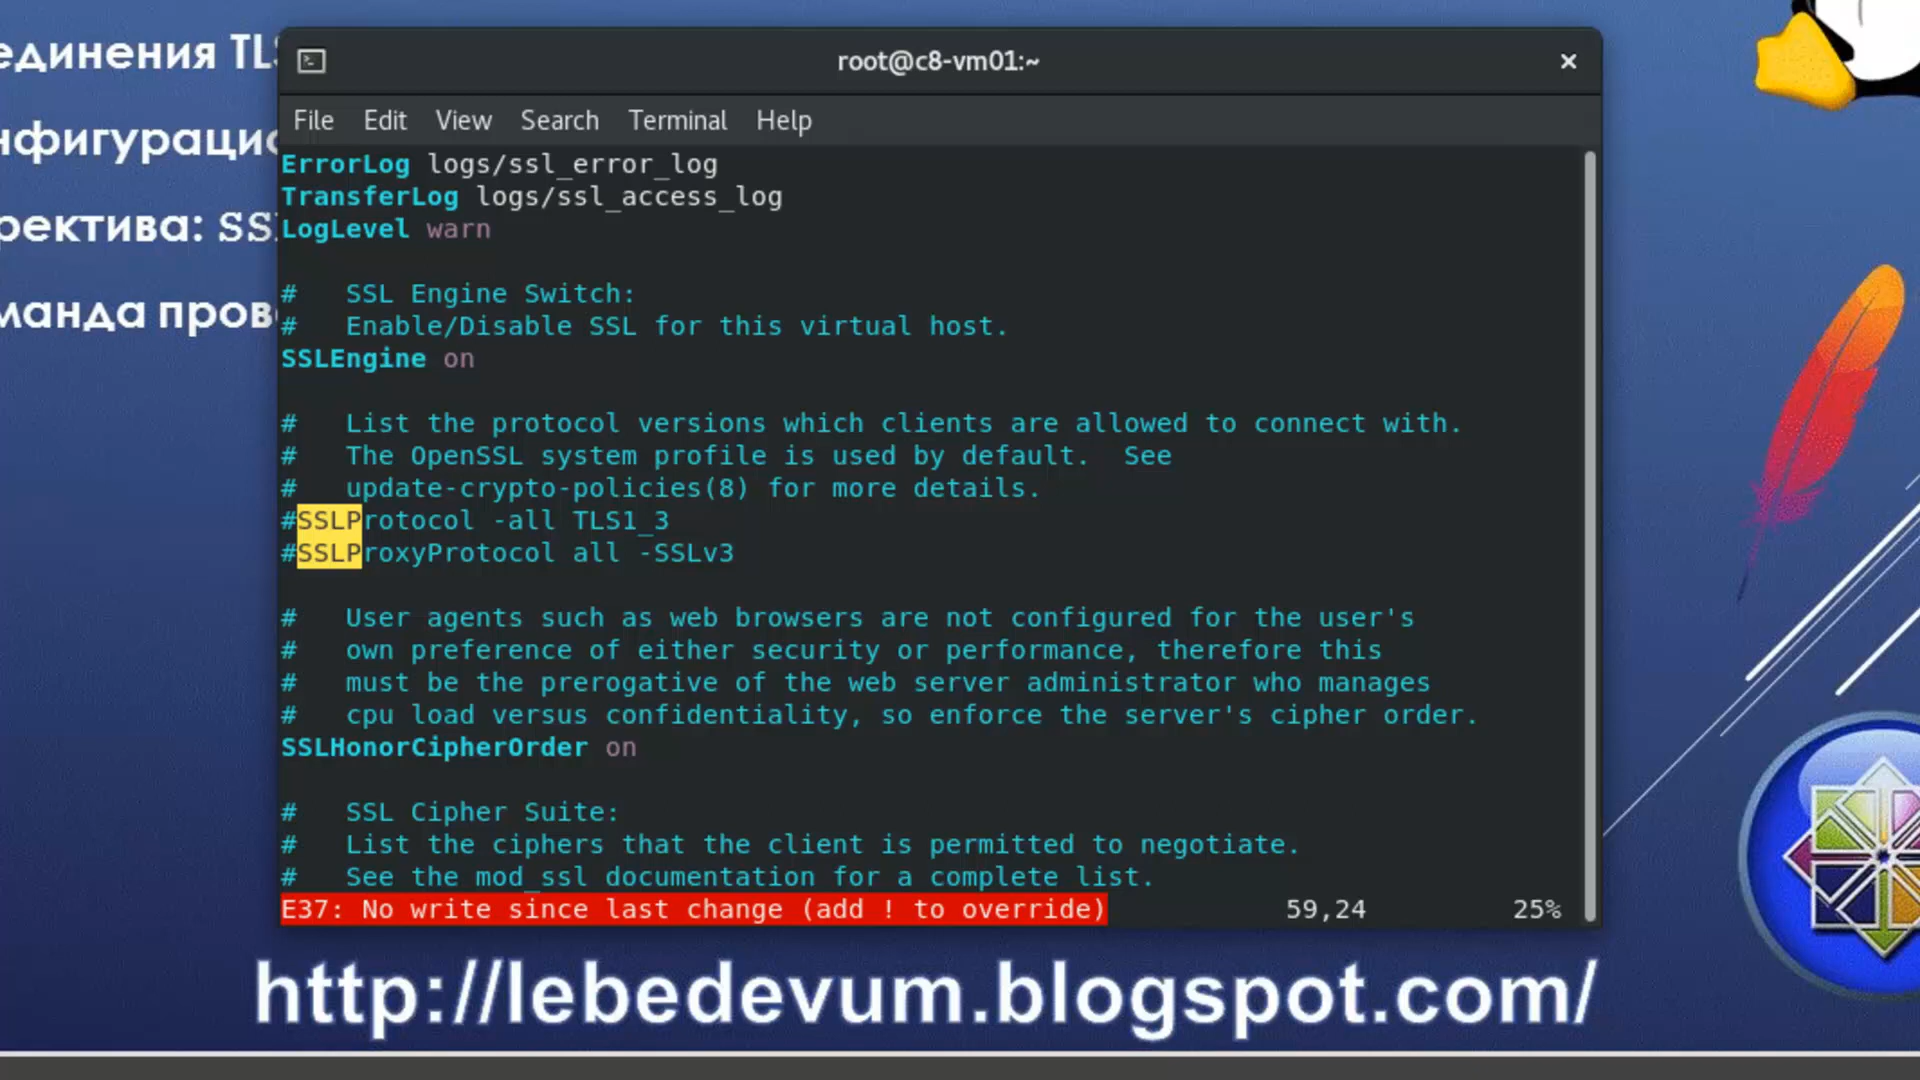 единения TLS
root@c8-vm01:~
нфигурацио
File Edit View Search Terminal Help
ректива: SS
манда прове
ErrorLog logs/ssl_error_log
TransferLog logs/ssl_access_log
LogLevel warn
#   SSL Engine Switch:
#   Enable/Disable SSL for this virtual host.
SSLEngine on
#   List the protocol versions which clients are allowed to connect with.
#   The OpenSSL system profile is used by default.  See
#   update-crypto-policies(8) for more details.
#SSLProtocol -all TLS1_3
#SSLProxyProtocol all -SSLv3
#   User agents such as web browsers are not configured for the user's
#   own preference of either security or performance, therefore this
#   must be the prerogative of the web server administrator who manages
#   cpu load versus confidentiality, so enforce the server's cipher order.
SSLHonorCipherOrder on
#   SSL Cipher Suite:
#   List the ciphers that the client is permitted to negotiate.
#   See the mod_ssl documentation for a complete list.
E37: No write since last change (add ! to override) 59,24 25%
http://lebedevum.blogspot.com/